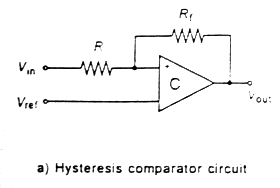 Rf
R
Vin
+
C
Vref
Vout
a) Hysteresis comparator circuit